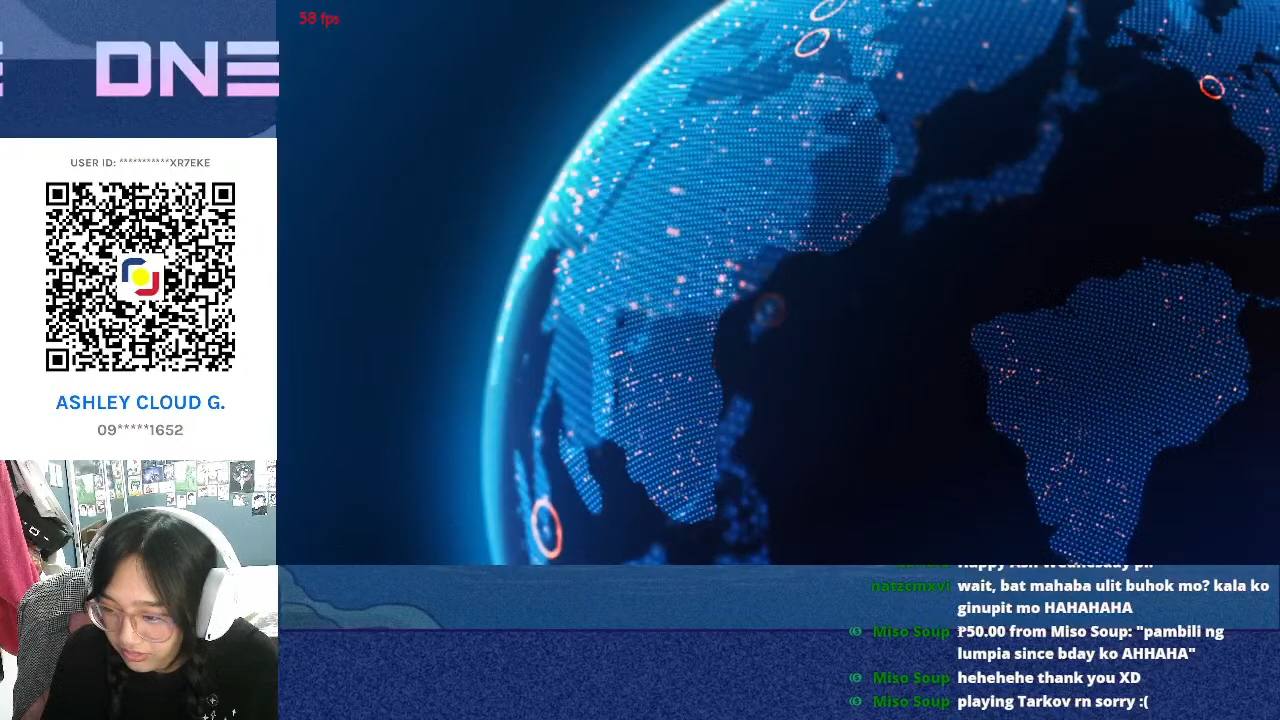 58 fps
DNE
USER ID: ***********XR7EKE
ASHLEY CLOUD G.
09*****1652
natzcmxvi wait, bat mahaba ulit buhok mo? kala ko
ginupit mo HAHAHAHA
Miso Soup ₱50.00 from Miso Soup: "pambili ng
lumpia since bday ko AHHAHA"
Miso Soup hehehehe thank you XD
Miso Soup playing Tarkov rn sorry :(